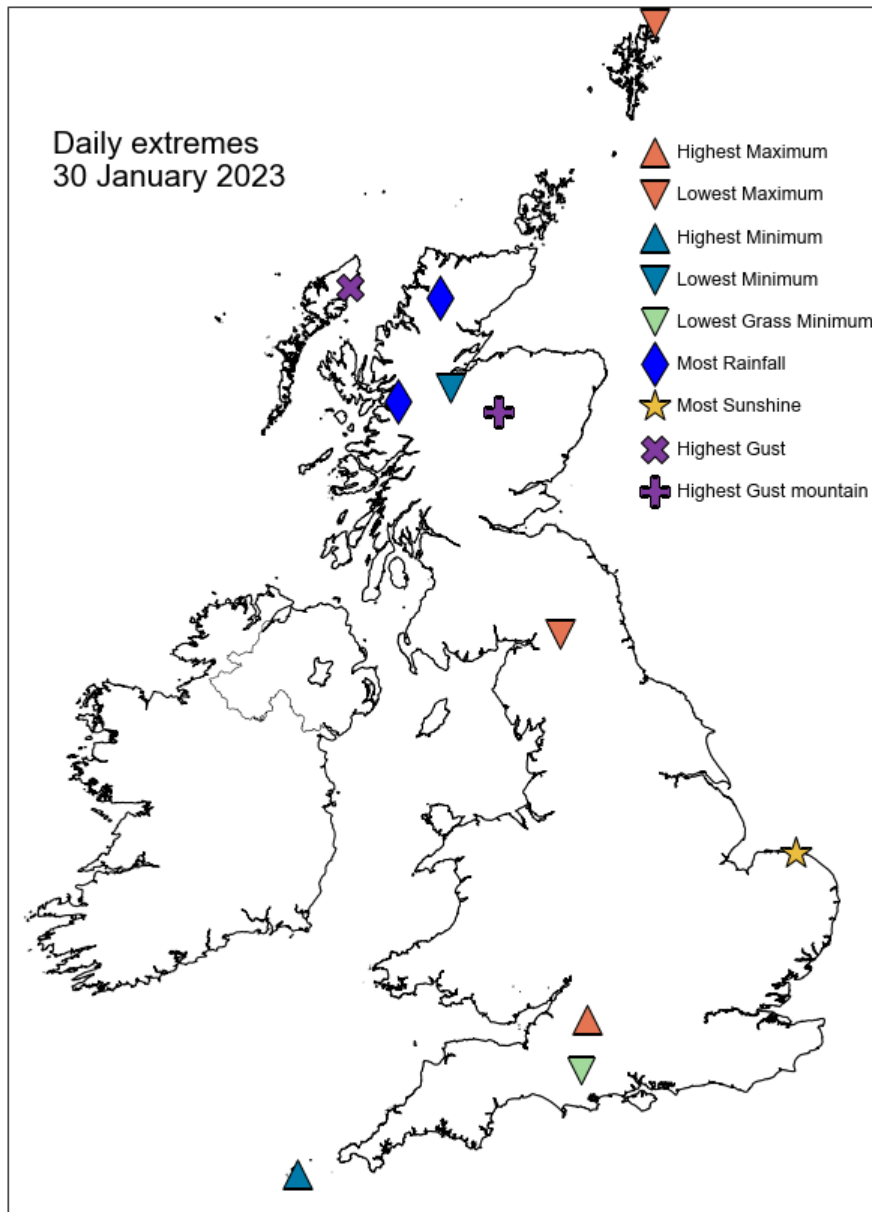 Daily extremes
30 January 2023
Highest Maximum
Lowest Maximum
Highest Minimum
Lowest Minimum
Lowest Grass Minimum
Most Rainfall
Most Sunshine
Highest Gust
Highest Gust mountain